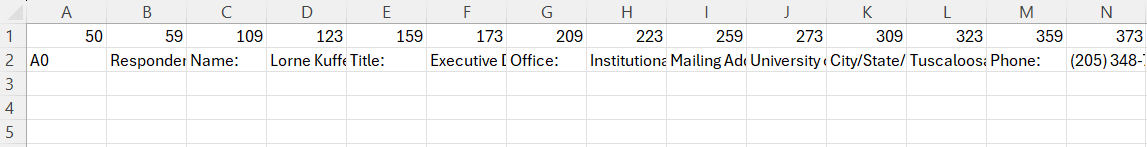 A B C D E F G H I J K L M N
1 50 59 109 123 159 173 209 223 259 273 309 323 359 373
2 A0 Responder Name: Lorne Kuffe Title: Executive D Office: Institutiona Mailing Add University City/State/ Tuscaloosa Phone: (205) 348-
3
4
5